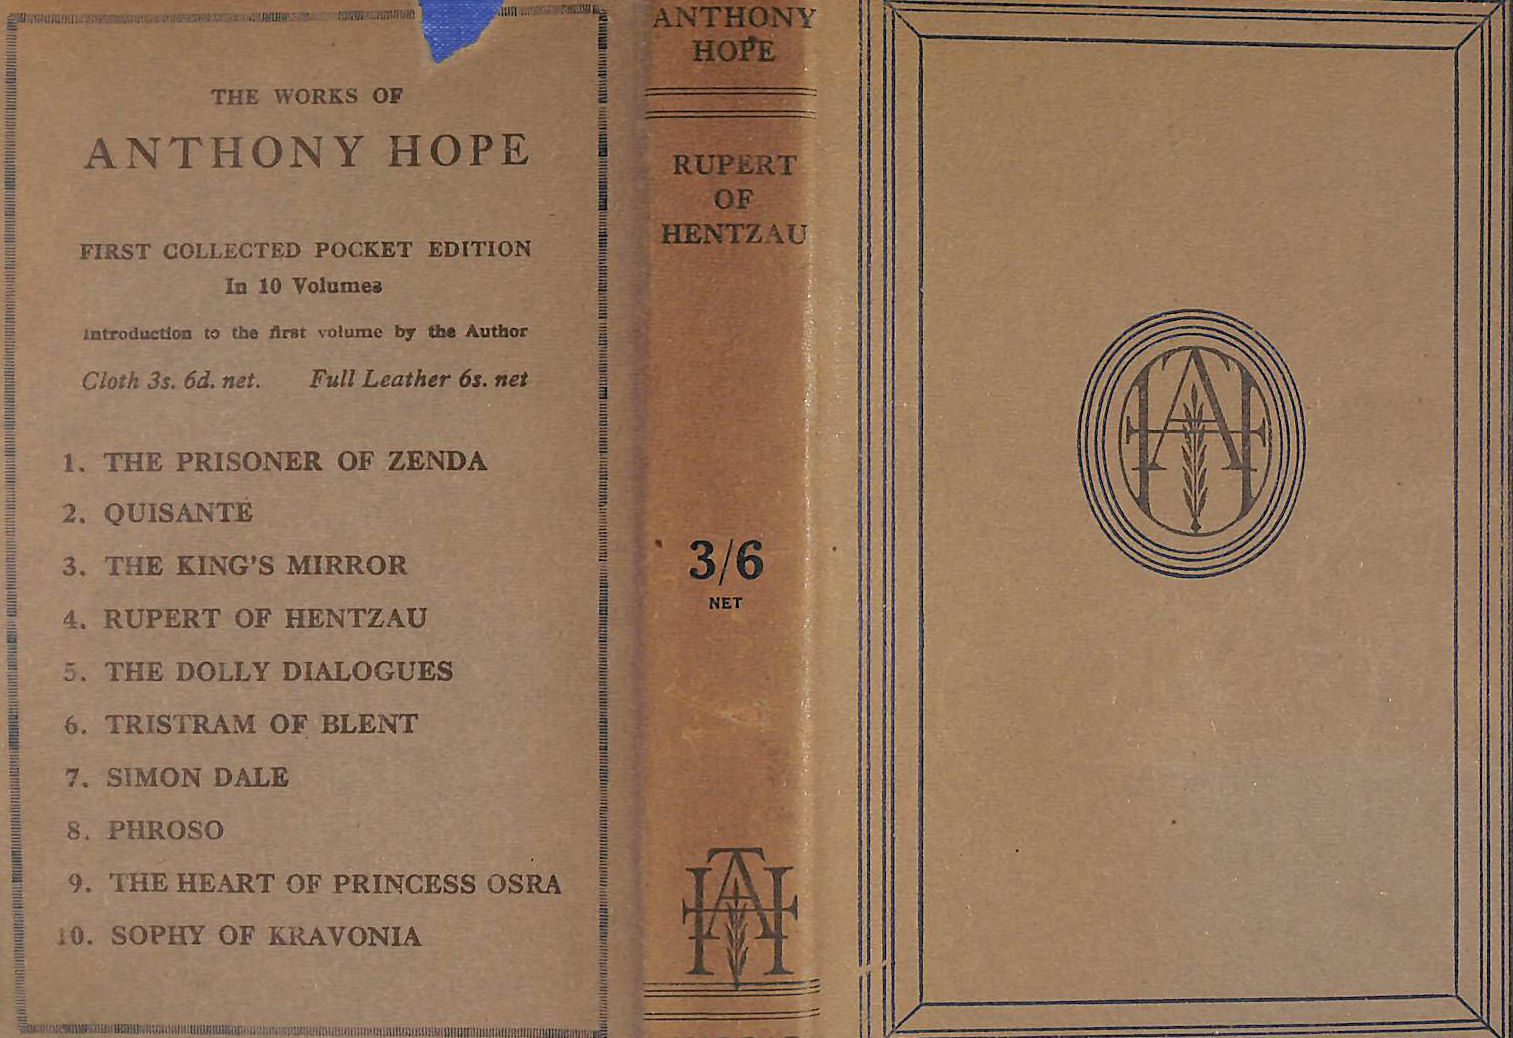 THE WORKS OF
ANTHONY HOPE
FIRST COLLECTED POCKET EDITION
In 10 Volumes
Introduction to the first volume by the Author
Cloth 3s. 6d. net. Full Leather 6s. net
1. THE PRISONER OF ZENDA
2. QUISANTÉ
3. THE KING'S MIRROR
4. RUPERT OF HENTZAU
5. THE DOLLY DIALOGUES
6. TRISTRAM OF BLENT
7. SIMON DALE
8. PHROSO
9. THE HEART OF PRINCESS OSRA
10. SOPHY OF KRAVONIA
ANTHONY
HOPE
RUPERT
OF
HENTZAU
3/6
NET
AH
AH